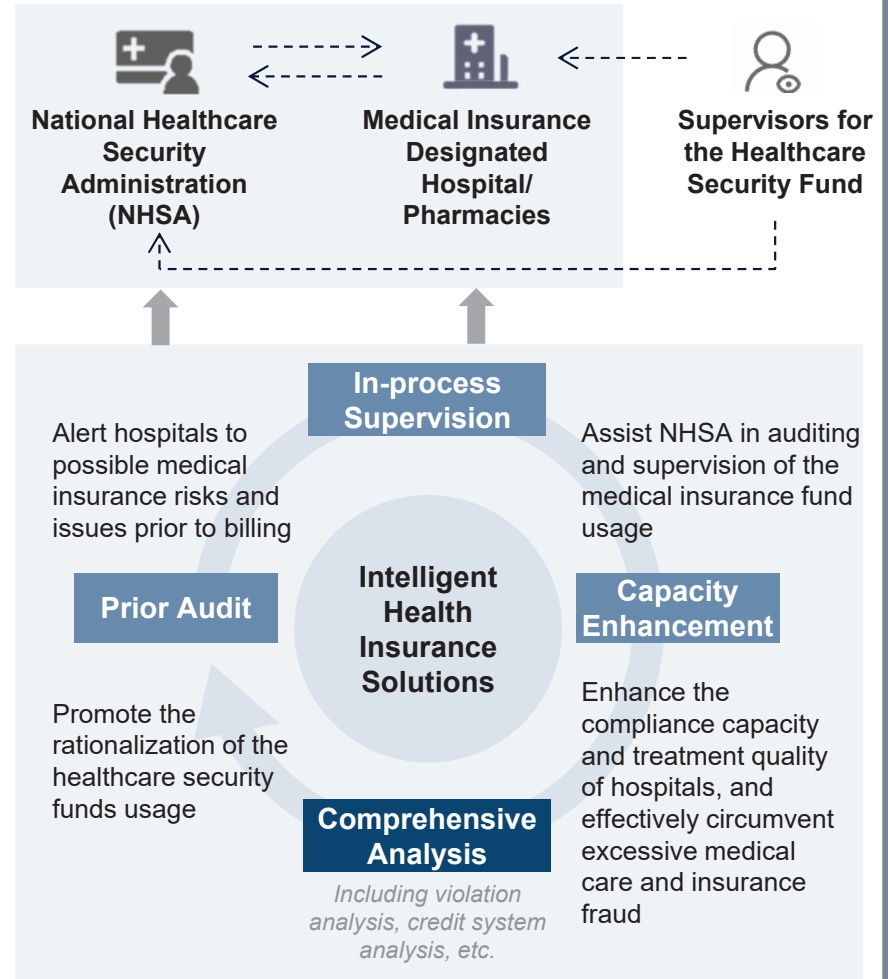 National Healthcare
Security
Administration
(NHSA)
Medical Insurance
Designated
Hospital/
Pharmacies
Supervisors for
the Healthcare
Security Fund
In-process
Supervision
Alert hospitals to
possible medical
insurance risks and
issues prior to billing
Assist NHSA in auditing
and supervision of the
medical insurance fund
usage
Prior Audit
Intelligent
Health
Insurance
Solutions
Capacity
Enhancement
Promote the
rationalization of the
healthcare security
funds usage
Enhance the
compliance capacity
and treatment quality
of hospitals, and
effectively circumvent
excessive medical
care and insurance
fraud
Comprehensive
Analysis
Including violation
analysis, credit system
analysis, etc.